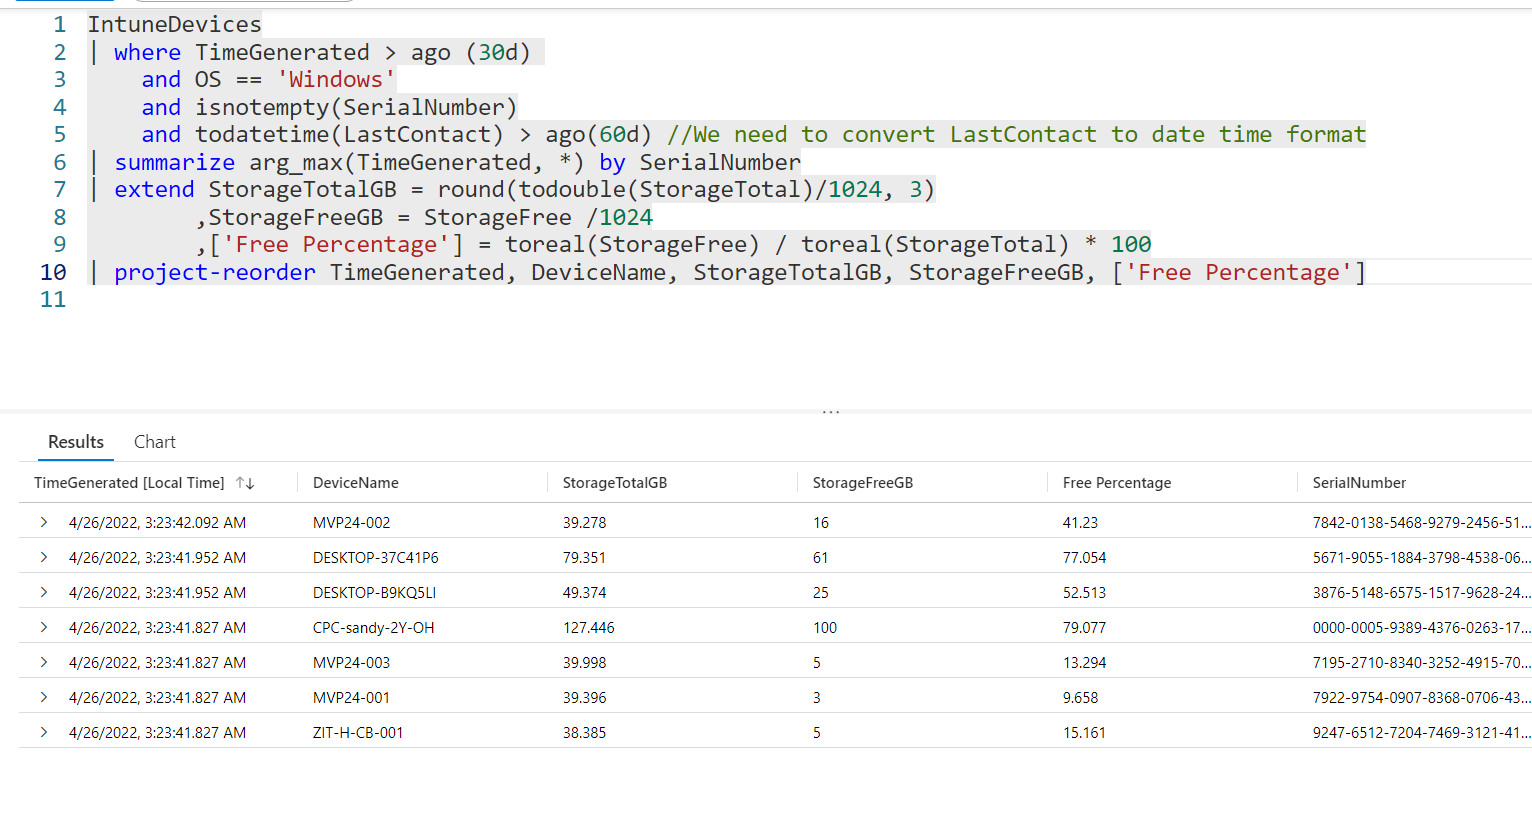 1 IntuneDevices
2 | where TimeGenerated > ago (30d)
3 and OS == 'Windows'
4 and isnotempty(SerialNumber)
5 and todatetime(LastContact) > ago(60d) //We need to convert LastContact to date time format
6 | summarize arg_max(TimeGenerated, *) by SerialNumber
7 | extend StorageTotalGB = round(todouble(StorageTotal)/1024, 3)
8 ,StorageFreeGB = StorageFree /1024
9 ,['Free Percentage'] = toreal(StorageFree) / toreal(StorageTotal) * 100
10 | project-reorder TimeGenerated, DeviceName, StorageTotalGB, StorageFreeGB, ['Free Percentage']
11
...
Results Chart
TimeGenerated [Local Time] ↑↓ DeviceName StorageTotalGB StorageFreeGB Free Percentage SerialNumber
> 4/26/2022, 3:23:42.092 AM MVP24-002 39.278 16 41.23 7842-0138-5468-9279-2456-51...
> 4/26/2022, 3:23:41.952 AM DESKTOP-37C41P6 79.351 61 77.054 5671-9055-1884-3798-4538-06...
> 4/26/2022, 3:23:41.952 AM DESKTOP-B9KQ5LI 49.374 25 52.513 3876-5148-6575-1517-9628-24...
> 4/26/2022, 3:23:41.827 AM CPC-sandy-2Y-OH 127.446 100 79.077 0000-0005-9389-4376-0263-17...
> 4/26/2022, 3:23:41.827 AM MVP24-003 39.998 5 13.294 7195-2710-8340-3252-4915-70...
> 4/26/2022, 3:23:41.827 AM MVP24-001 39.396 3 9.658 7922-9754-0907-8368-0706-43...
> 4/26/2022, 3:23:41.827 AM ZIT-H-CB-001 38.385 5 15.161 9247-6512-7204-7469-3121-41...